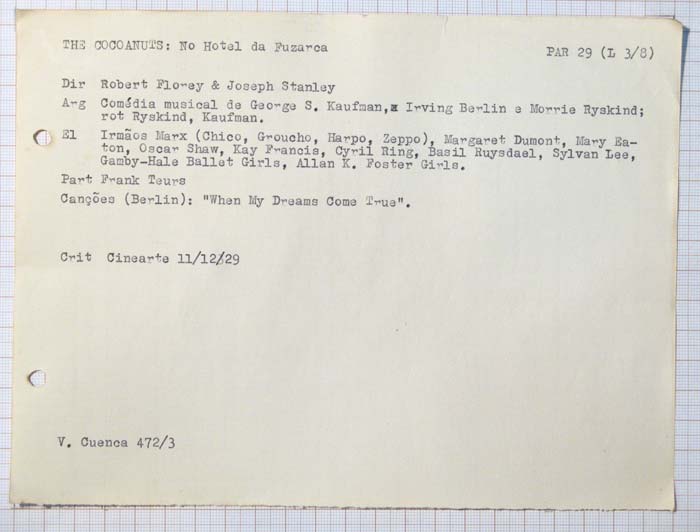 THE COCOANUTS: No Hotel da Fuzarca
PAR 29 (L 3/8)
Dir Robert Florey & Joseph Stanley
Arg Comédia musical de George S. Kaufman, Irving Berlin e Morrie Ryskind;
rot Ryskind, Kaufman.
El Irmãos Marx (Chico, Groucho, Harpo, Zeppo), Margaret Dumont, Mary Ea-
ton, Oscar Shaw, Kay Francis, Cyril Ring, Basil Ruysdael, Sylvan Lee,
Gamby-Hale Ballet Girls, Allan K. Foster Girls.
Part Frank Teurs
Canções (Berlin): "When My Dreams Come True".
Crit Cinearte 11/12/29
V. Cuenca 472/3